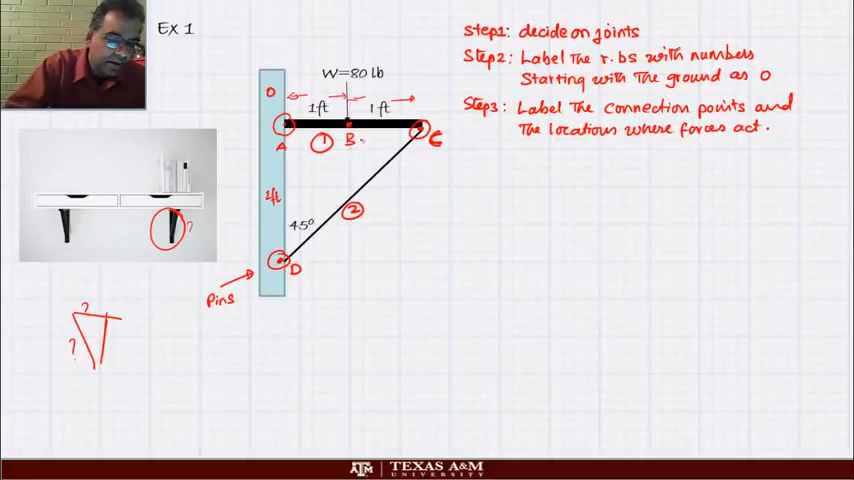 Ex 1
Step1: decide on joints
Step2: Label the r.bs with numbers
Starting with the ground as 0
Step3: Label the connection points and
The locations where forces act.
W=80 lb
0
1ft
1 ft
A
1
B
C
2ft
45°
2
D
Pins
?
?
?
ATM TEXAS A&M
UNIVERSITY